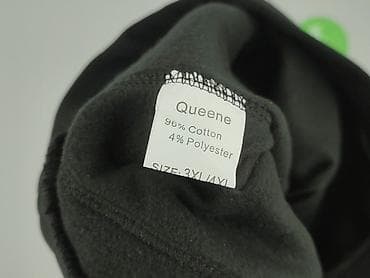 Queene
96% Cotton
4% Polyester
SIZE: 3XL/4XL